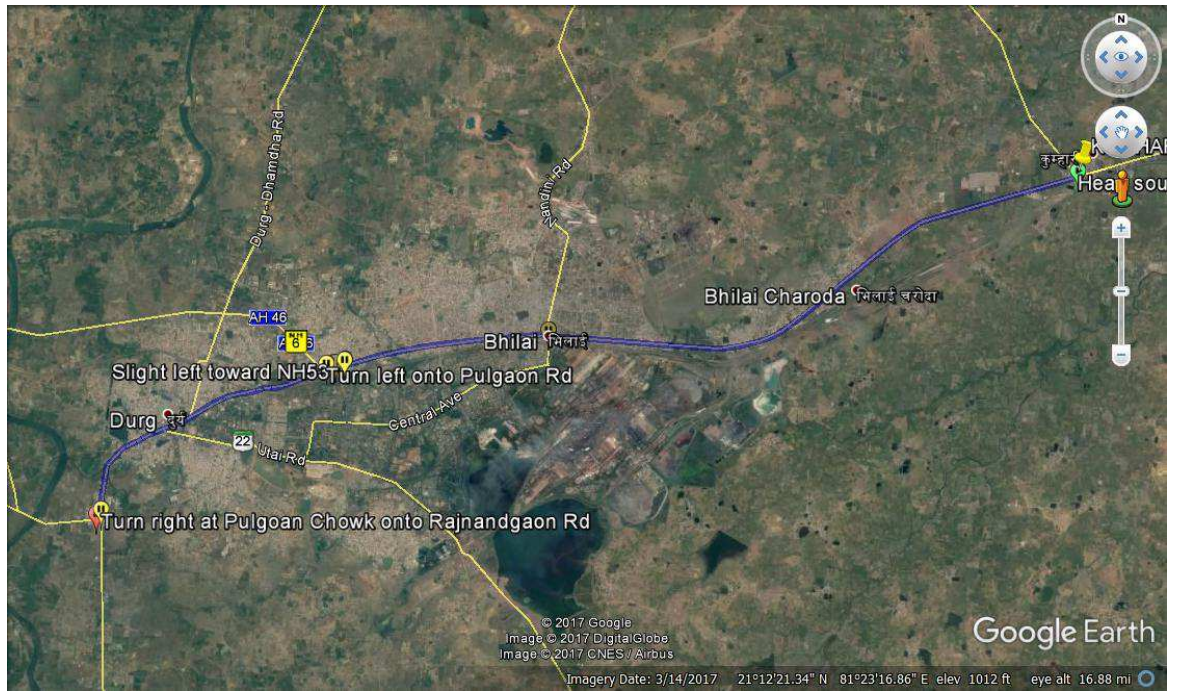 N
कुम्हारी
Head sou
Durg - Dhamdha Rd
Nandini Rd
Bhilai Charoda भिलाई चरोदा
AH 46
NH
6
Bhilai भिलाई
Slight left toward NH53
Turn left onto Pulgaon Rd
Central Ave
Durg दुर्ग
22
Utai Rd
Turn right at Pulgoan Chowk onto Rajnandgaon Rd
© 2017 Google
Image © 2017 DigitalGlobe
Image © 2017 CNES / Airbus
Google Earth
Imagery Date: 3/14/2017 21°12'21.34" N 81°23'16.86" E elev 1012 ft eye alt 16.88 mi